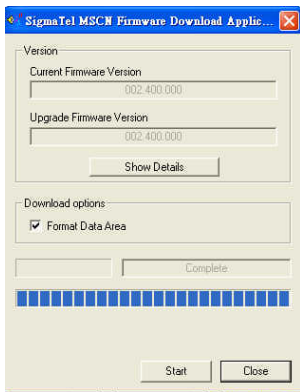 SigmaTel MSCN Firmware Download Applic...
Version
Current Firmware Version
002.400.000
Upgrade Firmware Version
002.400.000
Show Details
Download options
Format Data Area
Complete
Start
Close